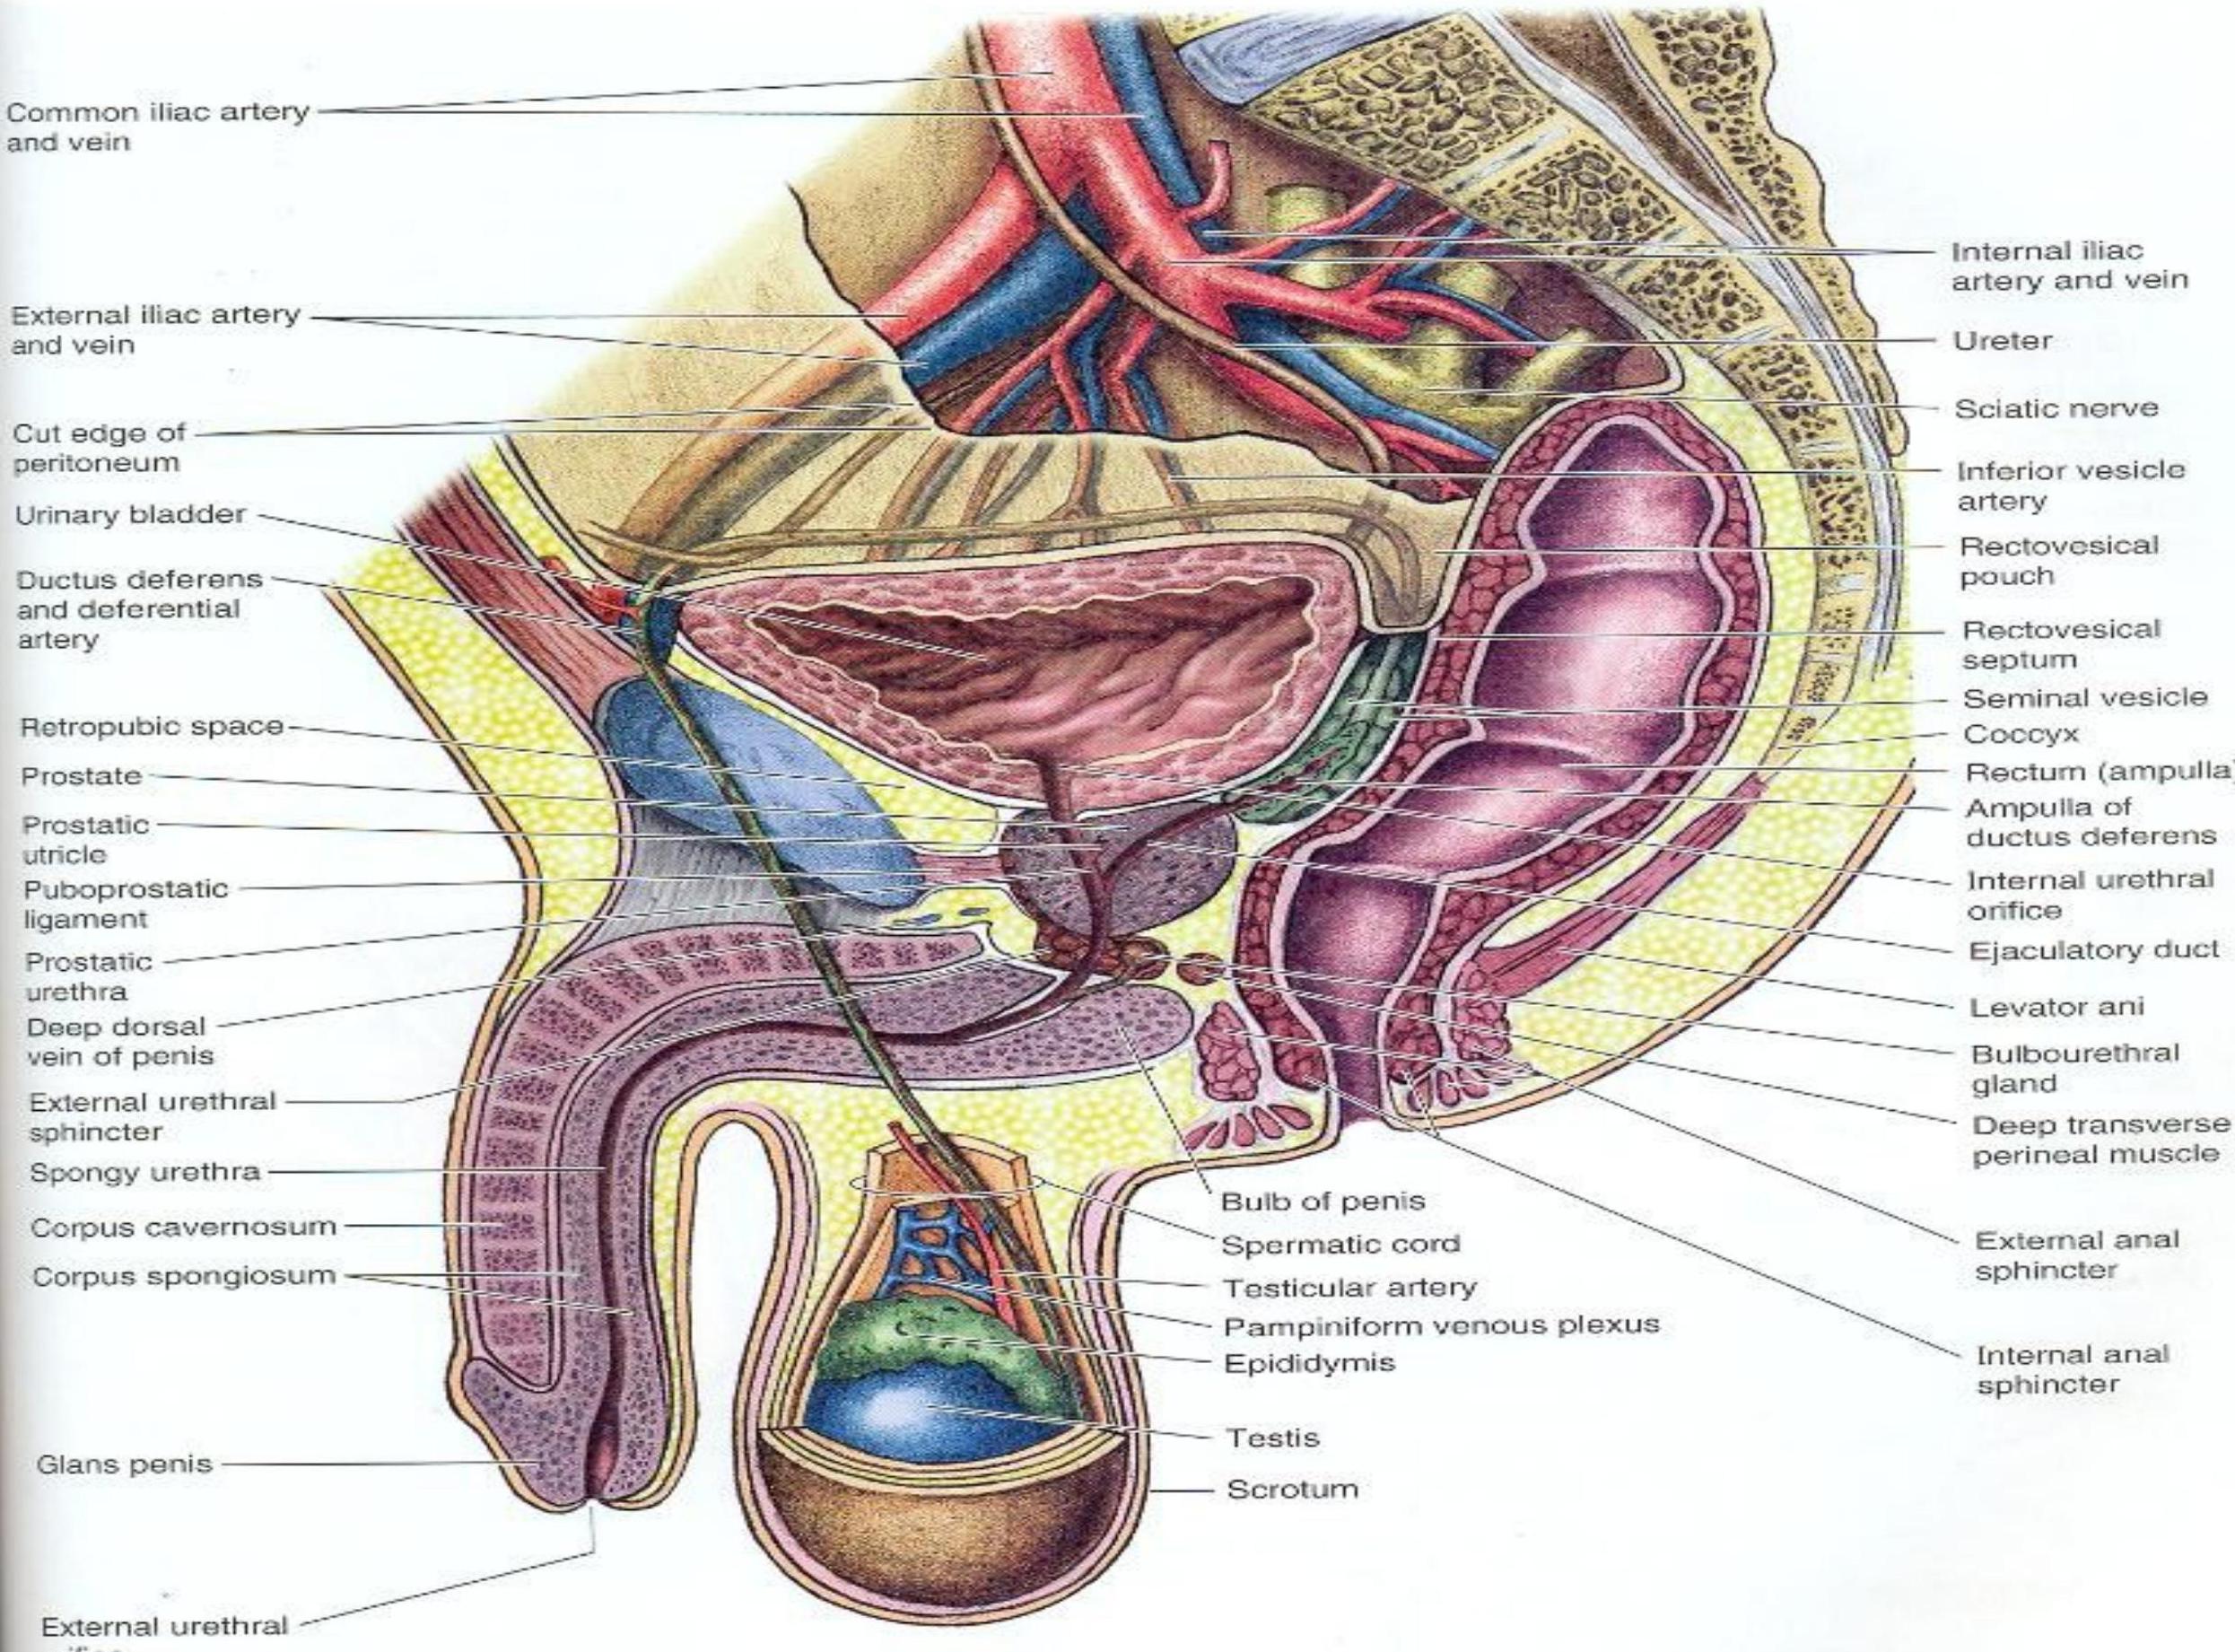 Common iliac artery
and vein
External iliac artery
and vein
Cut edge of
peritoneum
Urinary bladder
Ductus deferens
and deferential
artery
Retropubic space
Prostate
Prostatic
utricle
Puboprostatic
ligament
Prostatic
urethra
Deep dorsal
vein of penis
External urethral
sphincter
Spongy urethra
Corpus cavernosum
Corpus spongiosum
Glans penis
External urethral
Bulb of penis
Spermatic cord
Testicular artery
Pampiniform venous plexus
Epididymis
Testis
Scrotum
Internal iliac
artery and vein
Ureter
Sciatic nerve
Inferior vesicle
artery
Rectovesical
pouch
Rectovesical
septum
Seminal vesicle
Coccyx
Rectum (ampulla)
Ampulla of
ductus deferens
Internal urethral
orifice
Ejaculatory duct
Levator ani
Bulbourethral
gland
Deep transverse
perineal muscle
External anal
sphincter
Internal anal
sphincter